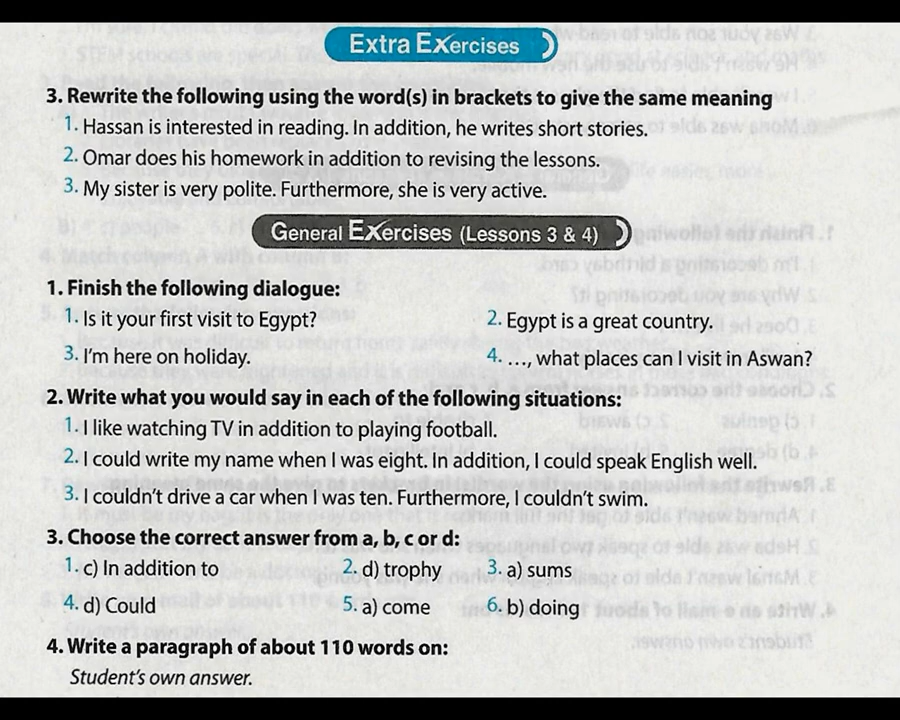 Extra Exercises
3. Rewrite the following using the word(s) in brackets to give the same meaning
1. Hassan is interested in reading. In addition, he writes short stories.
2. Omar does his homework in addition to revising the lessons.
3. My sister is very polite. Furthermore, she is very active.
General Exercises (Lessons 3 & 4)
1. Finish the following dialogue:
1. Is it your first visit to Egypt? 2. Egypt is a great country.
3. I'm here on holiday. 4. ..., what places can I visit in Aswan?
2. Write what you would say in each of the following situations:
1. I like watching TV in addition to playing football.
2. I could write my name when I was eight. In addition, I could speak English well.
3. I couldn't drive a car when I was ten. Furthermore, I couldn't swim.
3. Choose the correct answer from a, b, c or d:
1. c) In addition to 2. d) trophy 3. a) sums
4. d) Could 5. a) come 6. b) doing
4. Write a paragraph of about 110 words on:
Student's own answer.